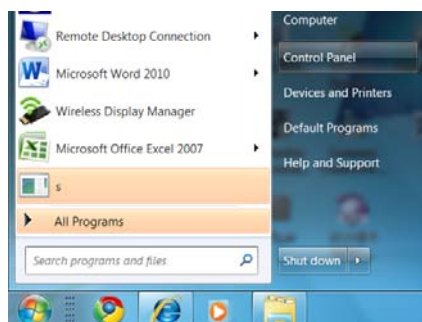 Remote Desktop Connection
Microsoft Word 2010
Wireless Display Manager
Microsoft Office Excel 2007
s
All Programs
Search programs and files
Computer
Control Panel
Devices and Printers
Default Programs
Help and Support
Shut down